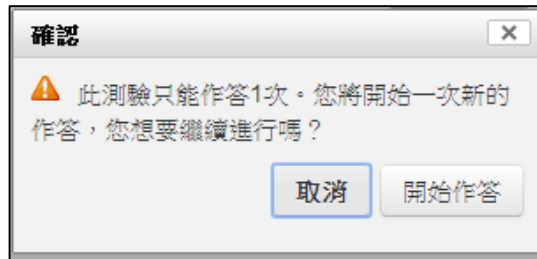 確認
此測驗只能作答1次。您將開始一次新的
作答，您想要繼續進行嗎？
取消
開始作答